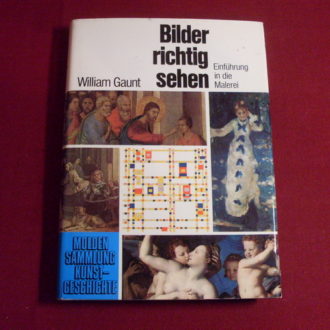 Bilder
richtig
sehen
Einführung
in die
Malerei
William Gaunt
MOLDEN
SAMMLUNG
KUNST-
GESCHICHTE